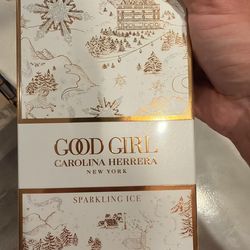 GOOD GIRL
CAROLINA HERRERA
NEW YORK
SPARKLING ICE